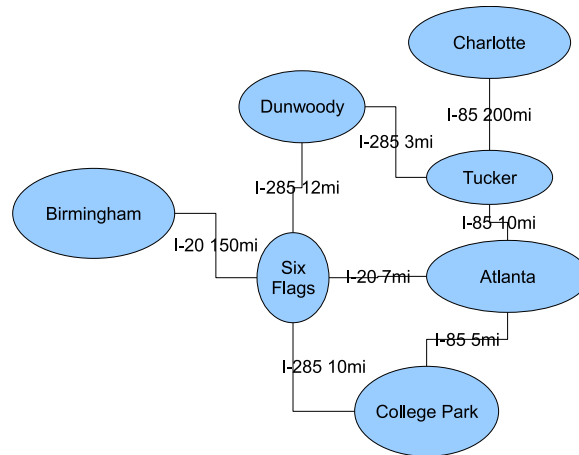 Charlotte
Dunwoody
I-85 200mi
I-285 3mi
Tucker
I-285 12mi
Birmingham
I-85 10mi
I-20 150mi
Six
Flags
I-20 7mi
Atlanta
I-85 5mi
I-285 10mi
College Park